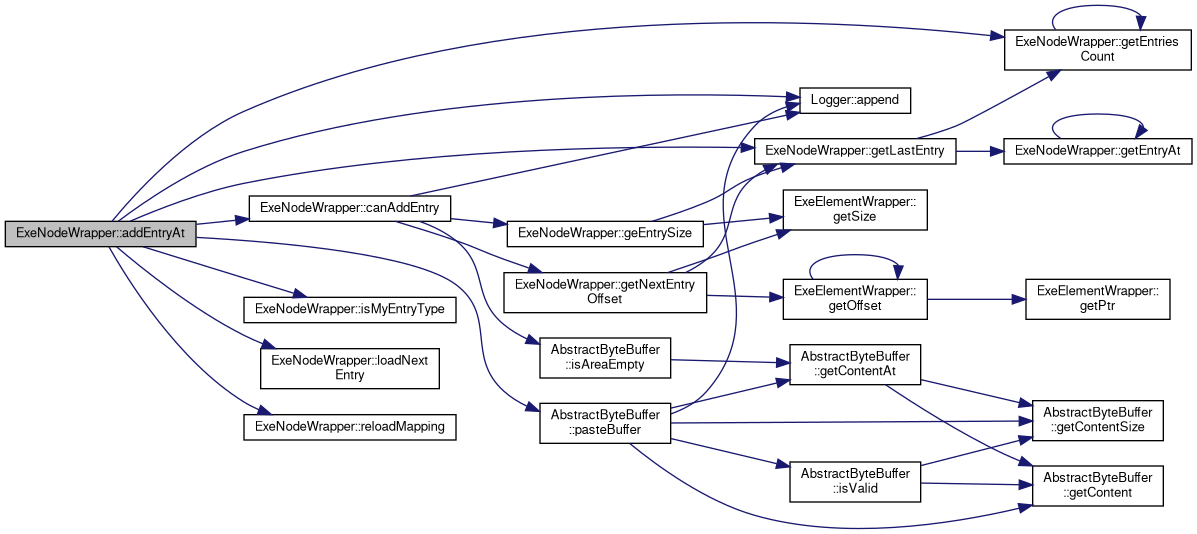 ExeNodeWrapper::addEntryAt
ExeNodeWrapper::canAddEntry
ExeNodeWrapper::isMyEntryType
ExeNodeWrapper::loadNext
Entry
ExeNodeWrapper::reloadMapping
ExeNodeWrapper::geEntrySize
ExeNodeWrapper::getNextEntry
Offset
AbstractByteBuffer
::isAreaEmpty
AbstractByteBuffer
::pasteBuffer
Logger::append
ExeNodeWrapper::getLastEntry
ExeElementWrapper::
getSize
ExeElementWrapper::
getOffset
AbstractByteBuffer
::getContentAt
AbstractByteBuffer
::isValid
ExeNodeWrapper::getEntries
Count
ExeNodeWrapper::getEntryAt
ExeElementWrapper::
getPtr
AbstractByteBuffer
::getContentSize
AbstractByteBuffer
::getContent